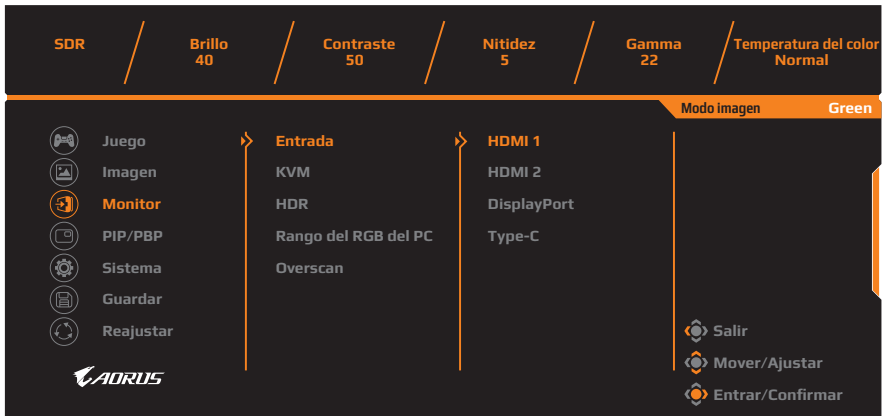 SDR Brillo Contraste Nitidez Gamma Temperatura del color
40 50 5 22 Normal
Modo imagen Green
Juego Entrada HDMI 1
Imagen KVM HDMI 2
Monitor HDR DisplayPort
PIP/PBP Rango del RGB del PC Type-C
Sistema Overscan
Guardar
Reajustar Salir
Mover/Ajustar
AORUS
Entrar/Confirmar